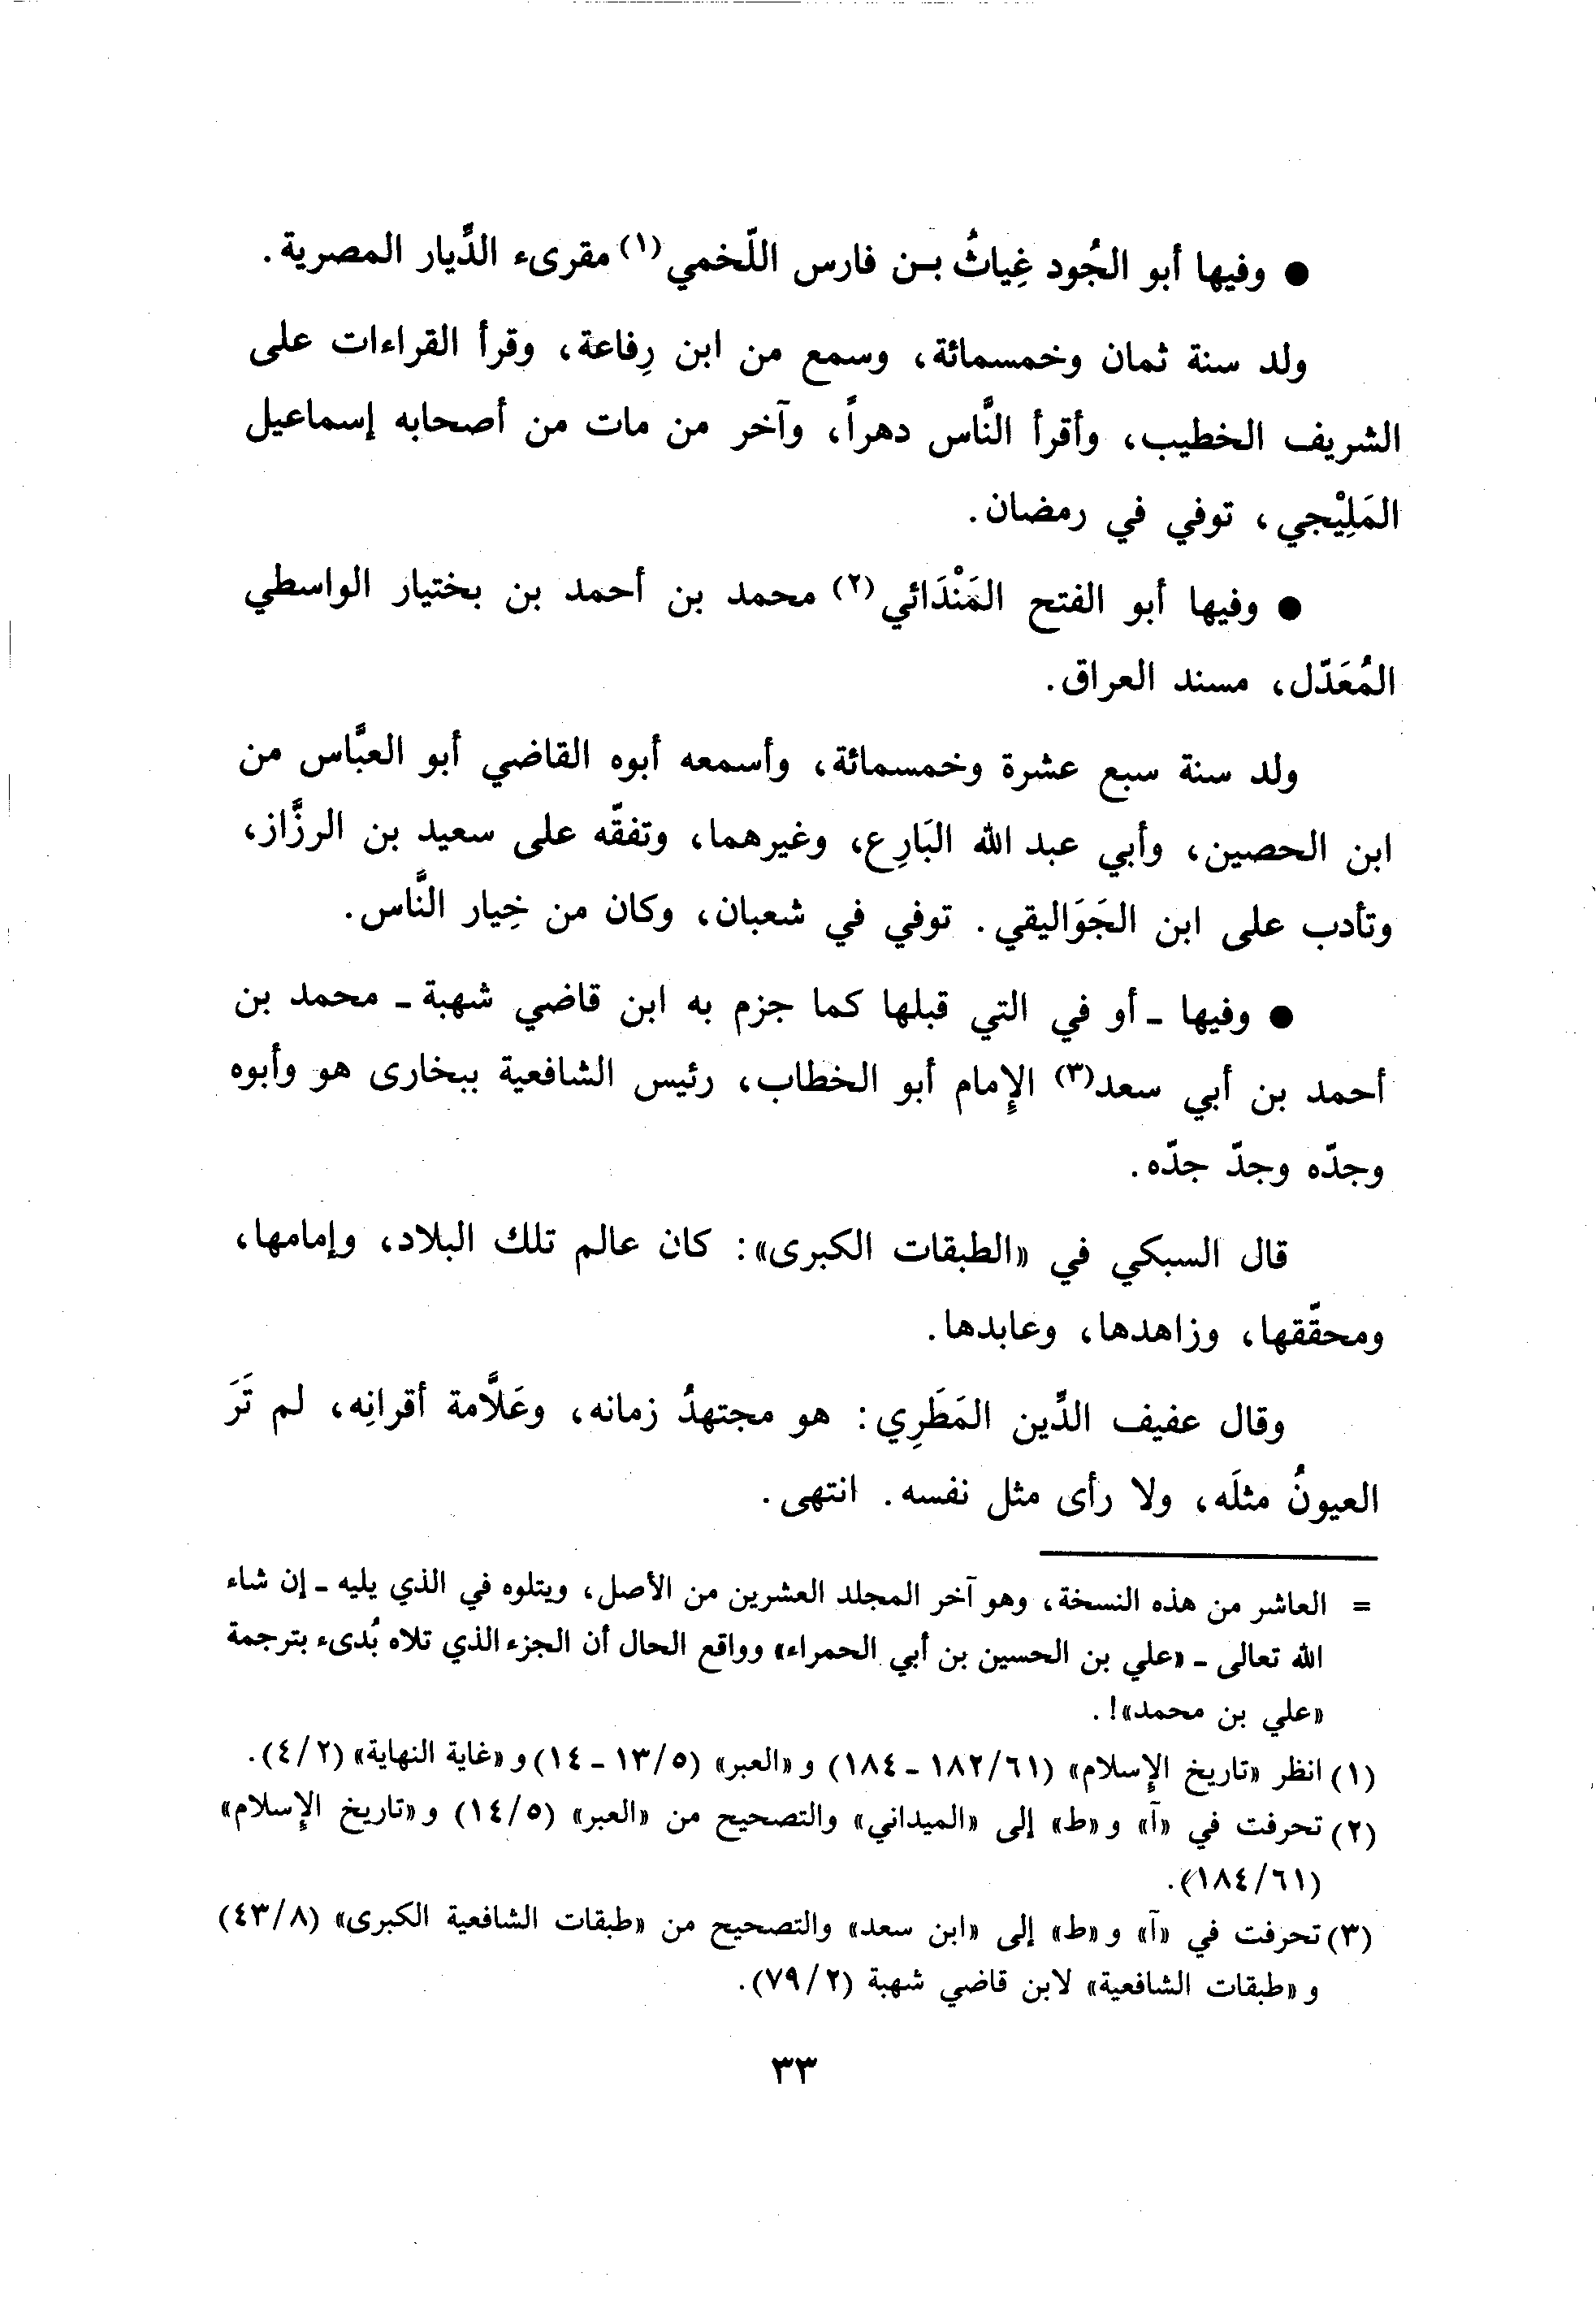 ● وفيها أبو الجُود غِياثُ بـن فارس اللّخمي(١) مقرىء الدِّيار المصرية.
ولد سنة ثمان وخمسمائة، وسمع من ابن رِفاعة، وقرأ القراءات على
الشريف الخطيب، وأقرأ النَّاس دهراً، وآخر من مات من أصحابه إسماعيل
المَلِيْجي، توفي في رمضان.
● وفيها أبو الفتح المَنْدَائي(٢) محمد بن أحمد بن بختيار الواسطي
المُعَدّل، مسند العراق.
ولد سنة سبع عشرة وخمسمائة، وأسمعه أبوه القاضي أبو العبَّاس من
ابن الحصين، وأبي عبد الله البَارِع، وغيرهما، وتفقّه على سعيد بن الرزَّاز،
وتأدب على ابن الجَوَاليقي. توفي في شعبان، وكان من خِيار النَّاس.
● وفيها ـ أو في التي قبلها كما جزم به ابن قاضي شهبة ـ محمد بن
أحمد بن أبي سعد(٣) الإِمام أبو الخطاب، رئيس الشافعية ببخارى هو وأبوه
وجدّه وجدّ جدّه.
قال السبكي في «الطبقات الكبرى»: كان عالم تلك البلاد، وإمامها،
ومحقّقها، وزاهدها، وعابدها.
وقال عفيف الدِّين المَطَرِي: هو مجتهدُ زمانه، وعَلاَّمة أقرانِه، لم تَرَ
العيونُ مثلَه، ولا رأى مثل نفسه. انتهى.
= العاشر من هذه النسخة، وهو آخر المجلد العشرين من الأصل، ويتلوه في الذي يليه ـ إن شاء
الله تعالى ـ «علي بن الحسين بن أبي الحمراء» وواقع الحال أن الجزء الذي تلاه بُدىء بترجمة
«علي بن محمد»!.
(١) انظر «تاريخ الإِسلام» (٦١/ ١٨٢ ـ ١٨٤) و «العبر» (٥/ ١٣ ـ ١٤) و «غاية النهاية» (٢/ ٤).
(٢) تحرفت في «آ» و «ط» إلى «الميداني» والتصحيح من «العبر» (٥/ ١٤) و «تاريخ الإِسلام»
(٦١/ ١٨٤).
(٣) تحرفت في «آ» و «ط» إلى «ابن سعد» والتصحيح من «طبقات الشافعية الكبرى» (٨/ ٤٣)
و «طبقات الشافعية» لابن قاضي شهبة (٢/ ٧٩).
٣٣